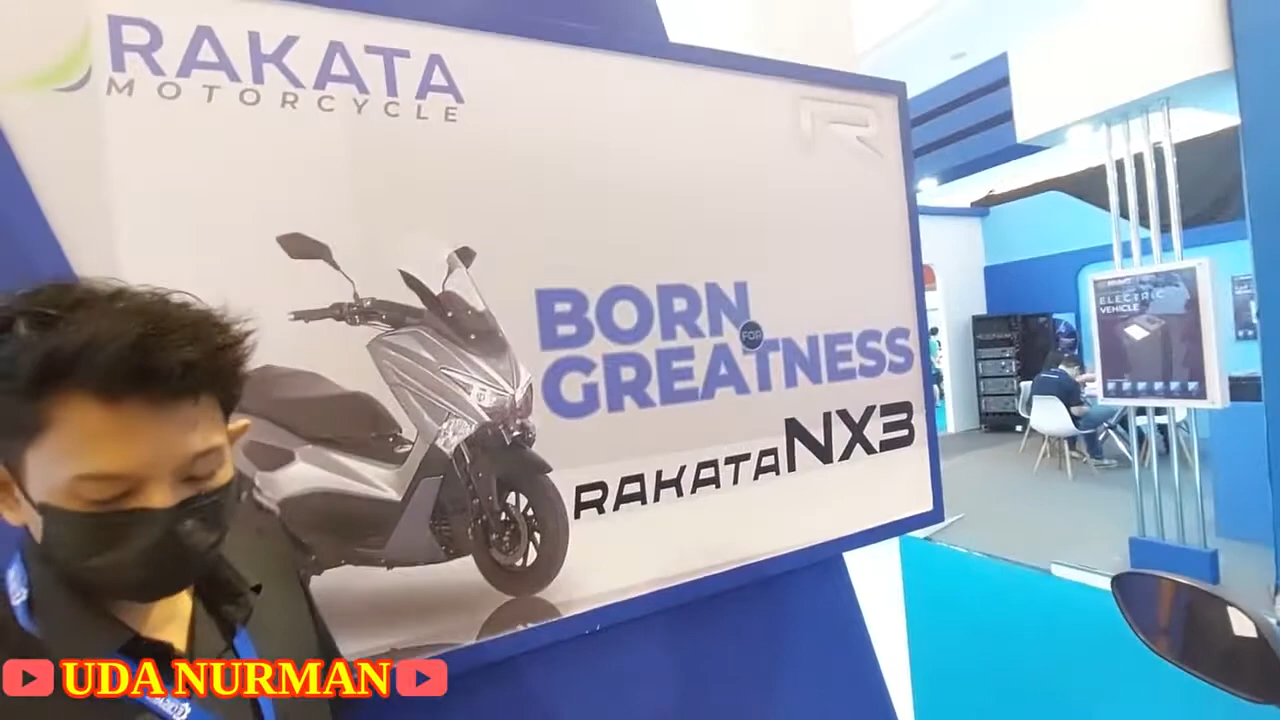 RAKATA
MOTORCYCLE
R
BORN
FOR
GREATNESS
RAKATA NX3
ELECTRIC
VEHICLE
UDA NURMAN